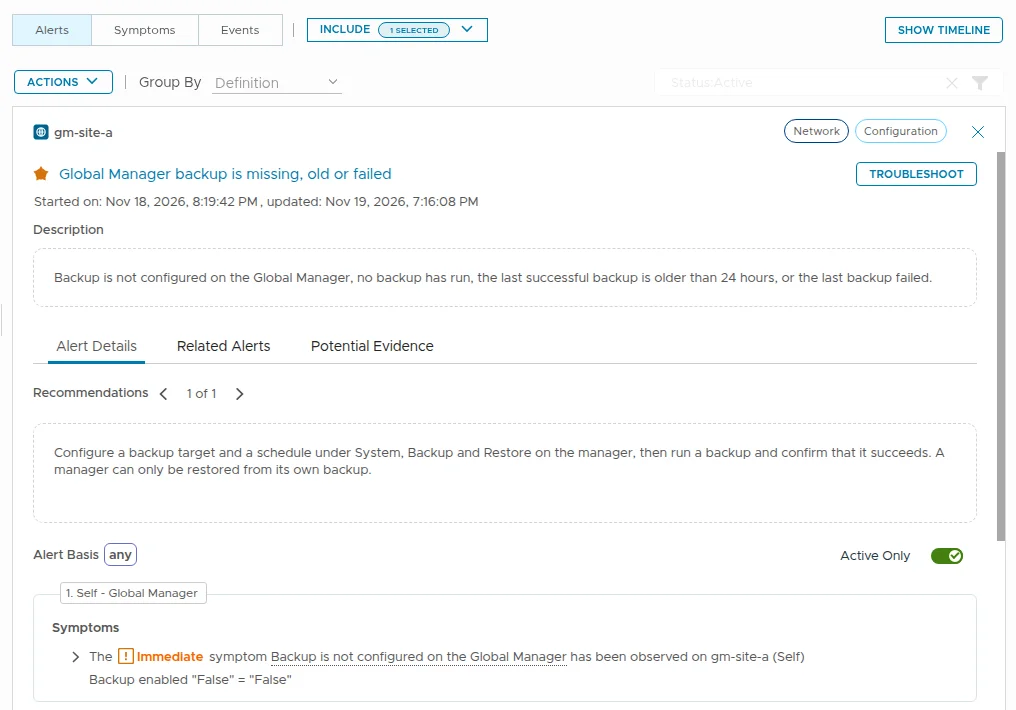 Alerts
Symptoms
Events
INCLUDE 1 SELECTED
SHOW TIMELINE
ACTIONS
Group By Definition
Status:Active
gm-site-a
Network
Configuration
Global Manager backup is missing, old or failed
TROUBLESHOOT
Started on: Nov 18, 2026, 8:19:42 PM , updated: Nov 19, 2026, 7:16:08 PM
Description
Backup is not configured on the Global Manager, no backup has run, the last successful backup is older than 24 hours, or the last backup failed.
Alert Details
Related Alerts
Potential Evidence
Recommendations 1 of 1
Configure a backup target and a schedule under System, Backup and Restore on the manager, then run a backup and confirm that it succeeds. A
manager can only be restored from its own backup.
Alert Basis any
Active Only
1. Self - Global Manager
Symptoms
The Immediate symptom Backup is not configured on the Global Manager has been observed on gm-site-a (Self)
Backup enabled "False" = "False"